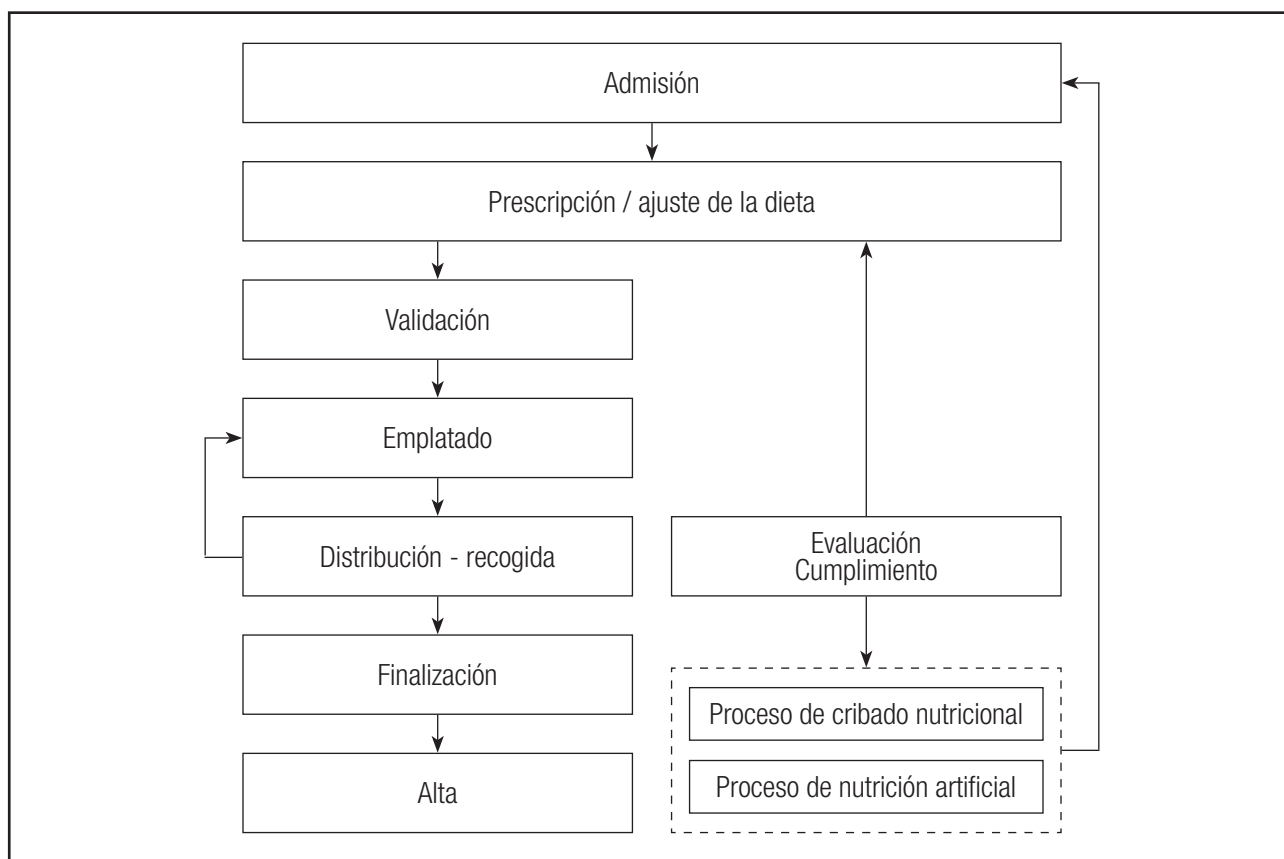 Admisión
Prescripción / ajuste de la dieta
Validación
Emplatado
Distribución - recogida
Evaluación
Cumplimiento
Finalización
Proceso de cribado nutricional
Proceso de nutrición artificial
Alta